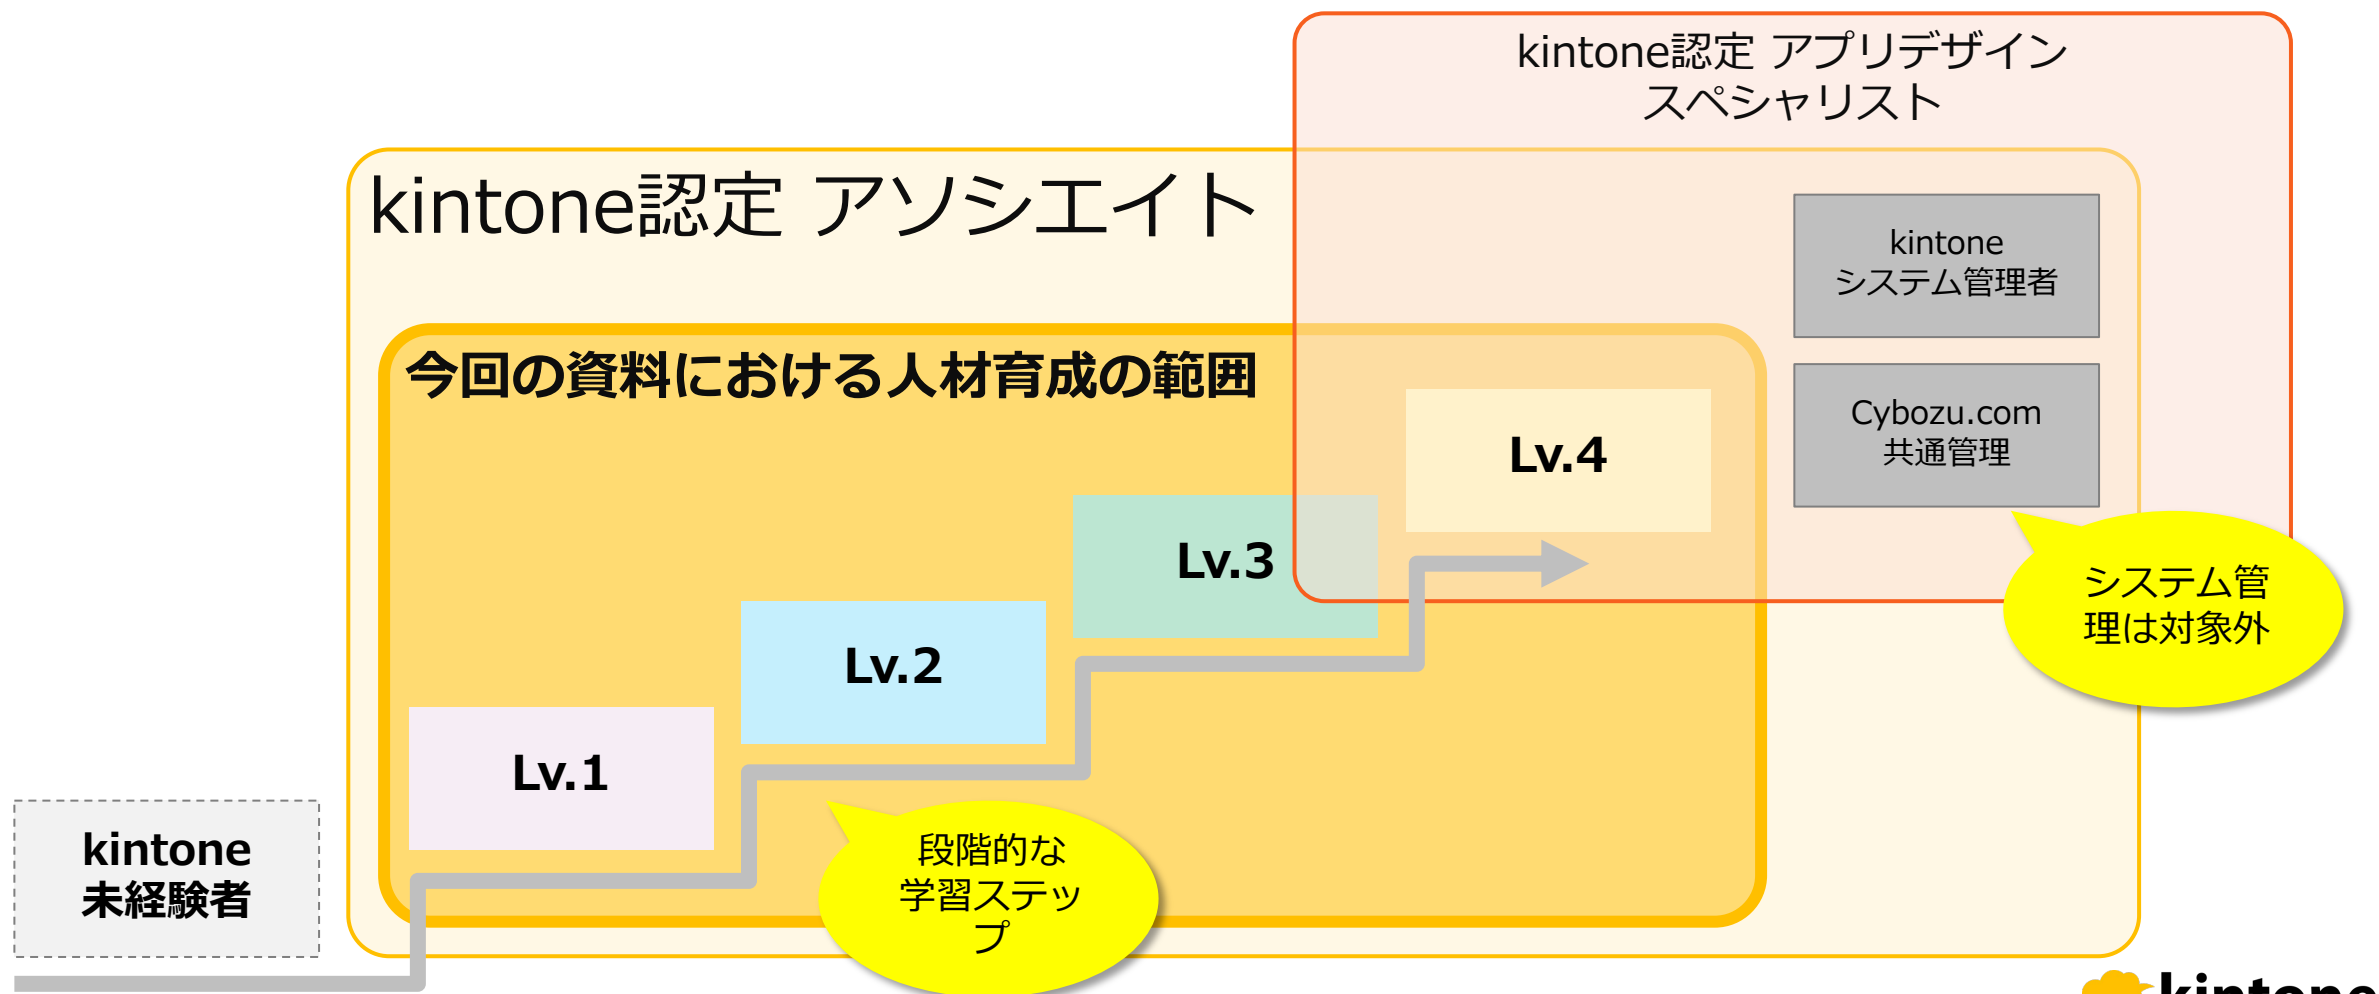 kintone認定 アプリデザイン
スペシャリスト
kintone認定 アソシエイト
kintone
システム管理者
今回の資料における人材育成の範囲
Cybozu.com
共通管理
Lv.4
Lv.3
システム管
理は対象外
Lv.2
Lv.1
kintone
未経験者
段階的な
学習ステッ
プ
kintone